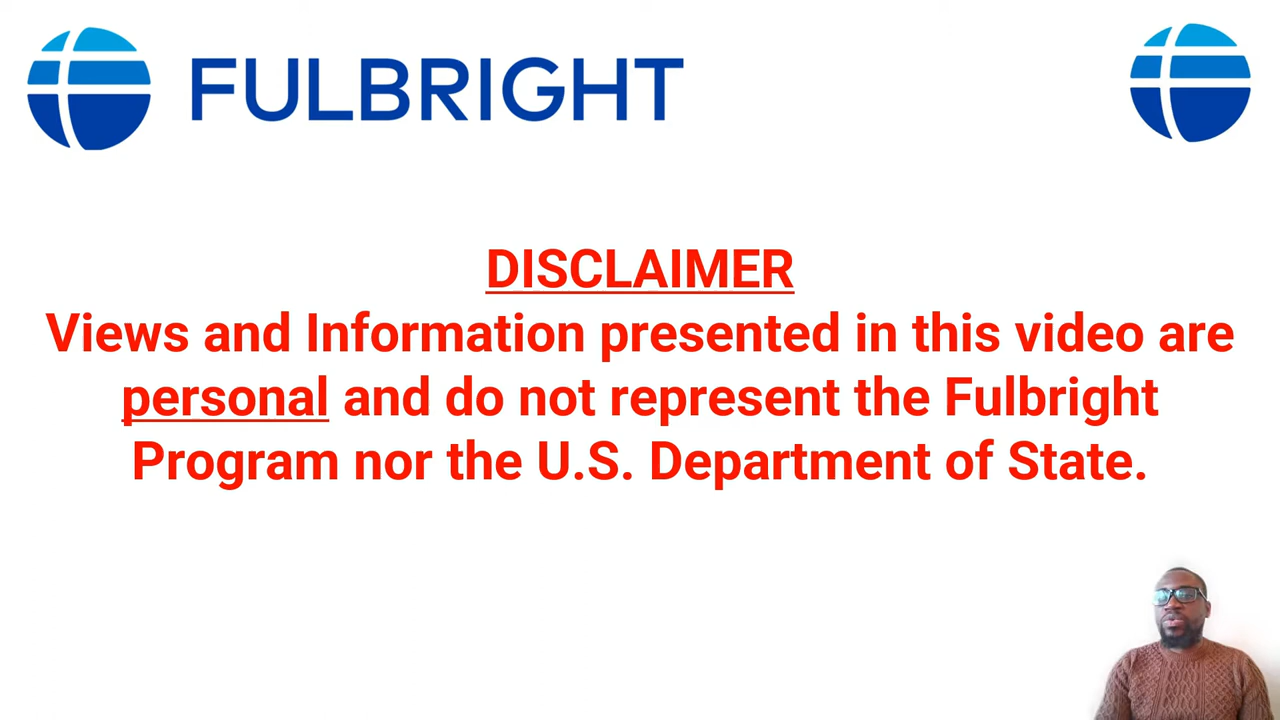 FULBRIGHT
DISCLAIMER
Views and Information presented in this video are
personal and do not represent the Fulbright
Program nor the U.S. Department of State.